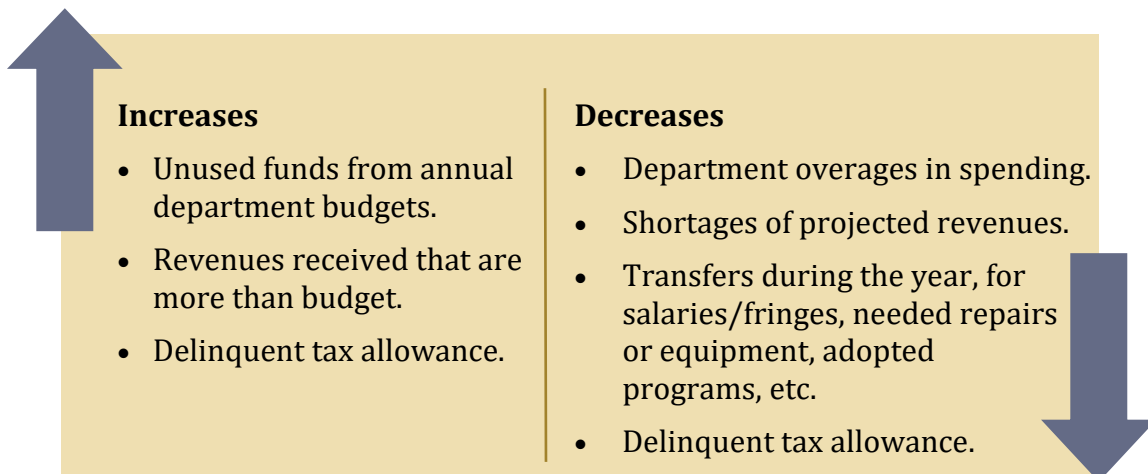 Increases
• Unused funds from annual
department budgets.
• Revenues received that are
more than budget.
• Delinquent tax allowance.
Decreases
• Department overages in spending.
• Shortages of projected revenues.
• Transfers during the year, for
salaries/fringes, needed repairs
or equipment, adopted
programs, etc.
• Delinquent tax allowance.